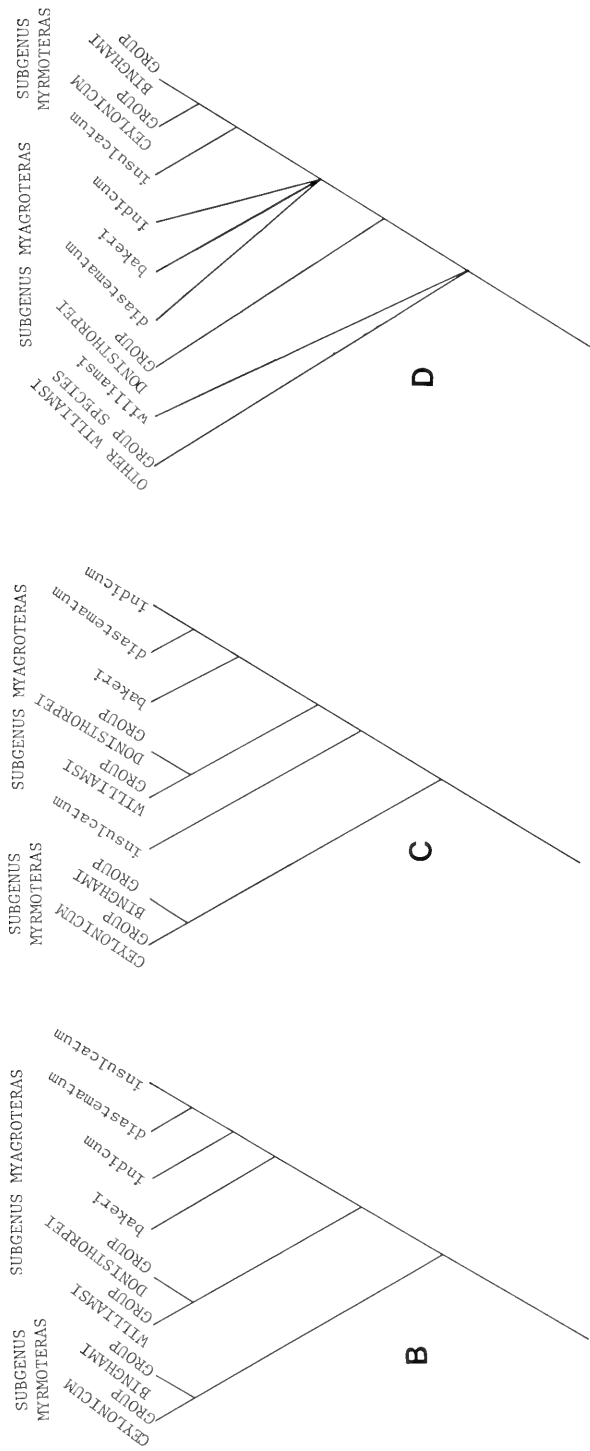 SUBGENUS
MYRMOTERAS
SUBGENUS MYAGROTERAS
CEYLONICUM
GROUP
BINGHAMI
GROUP
WILLIAMSI
GROUP
DONISTHORPEI
GROUP
bakeri
indicum
diastematum
insulcatum
B
SUBGENUS
MYRMOTERAS
SUBGENUS MYAGROTERAS
CEYLONICUM
GROUP
BINGHAMI
GROUP
insulcatum
WILLIAMSI
GROUP
DONISTHORPEI
GROUP
bakeri
diastematum
indicum
C
SUBGENUS MYAGROTERAS
SUBGENUS
MYRMOTERAS
OTHER WILLIAMSI
GROUP SPECIES
williamsi
DONISTHORPEI
GROUP
diastematum
bakeri
indicum
insulcatum
CEYLONICUM
GROUP
BINGHAMI
GROUP
D